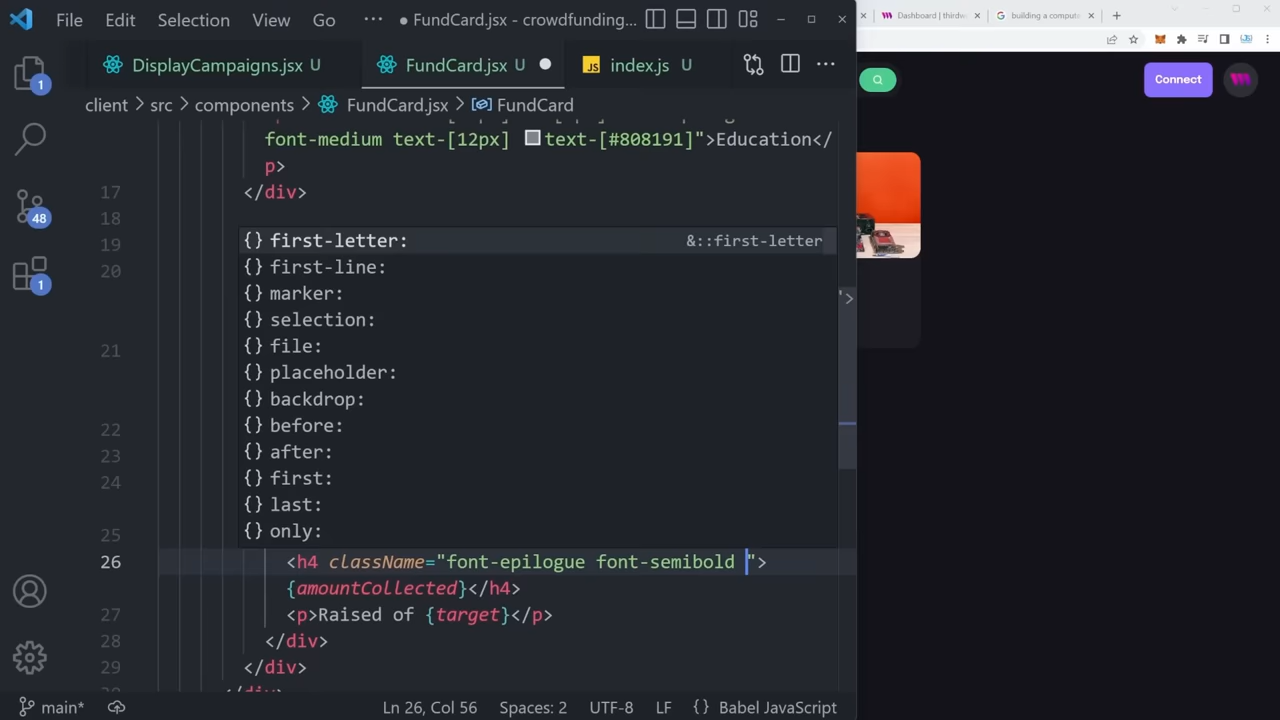 File Edit Selection View Go ··· ● FundCard.jsx - crowdfunding...
Dashboard | thirdw
building a computa
DisplayCampaigns.jsx U
FundCard.jsx U
JS index.js U
Connect
client > src > components > FundCard.jsx > FundCard
font-medium text-[12px] text-[#808191]">Education</
p>
17 </div>
18
19
20
21
22
23
24
25
{} first-letter: &::first-letter
{} first-line:
{} marker:
{} selection:
{} file:
{} placeholder:
{} backdrop:
{} before:
{} after:
{} first:
{} last:
{} only:
'>
26 <h4 className="font-epilogue font-semibold ">
{amountCollected}</h4>
27 <p>Raised of {target}</p>
28 </div>
29 </div>
1
48
1
main* Ln 26, Col 56 Spaces: 2 UTF-8 LF {} Babel JavaScript